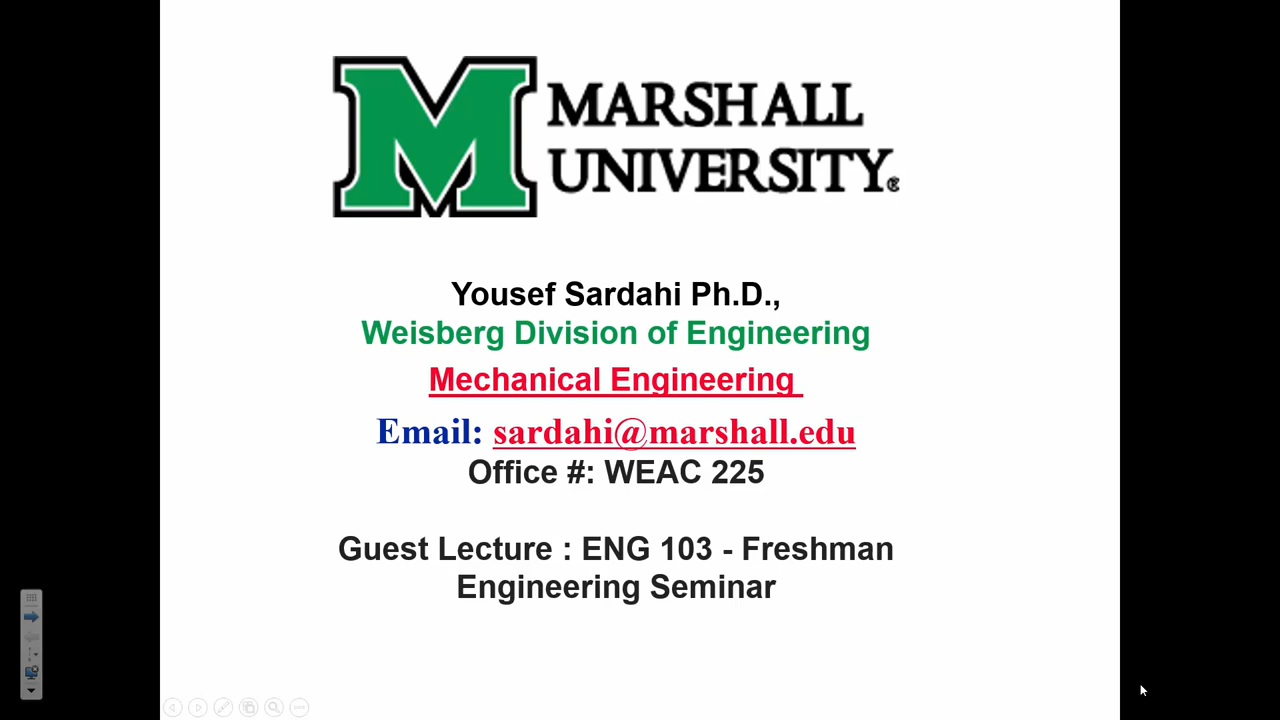 M MARSHALL
UNIVERSITY®
Yousef Sardahi Ph.D.,
Weisberg Division of Engineering
Mechanical Engineering
Email: sardahi@marshall.edu
Office #: WEAC 225
Guest Lecture : ENG 103 - Freshman
Engineering Seminar